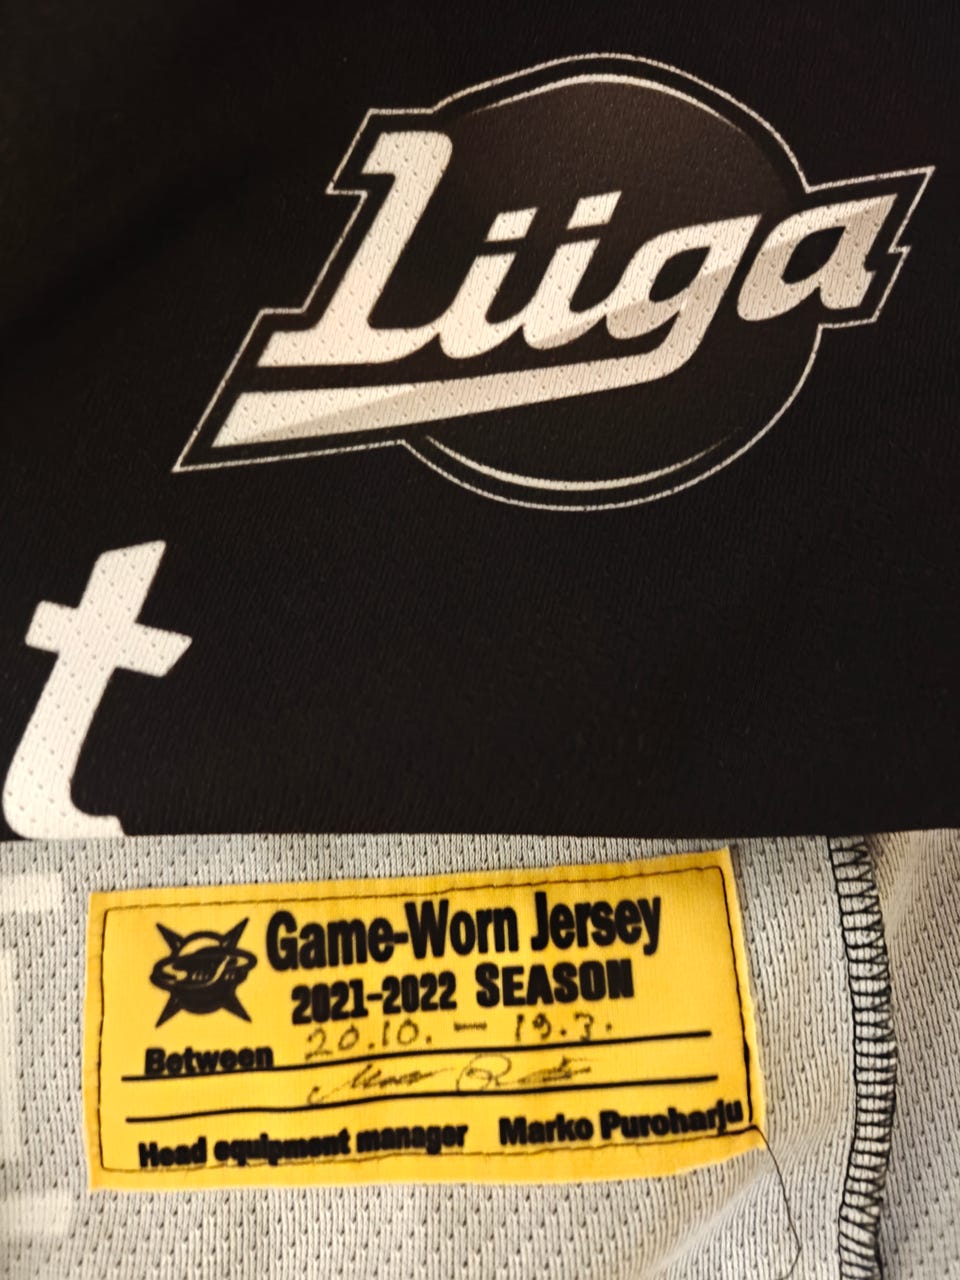 Liiga
t
Game-Worn Jersey
2021-2022 SEASON
Between 20.10. - 19.3.
Head equipment manager Marko Puroharju